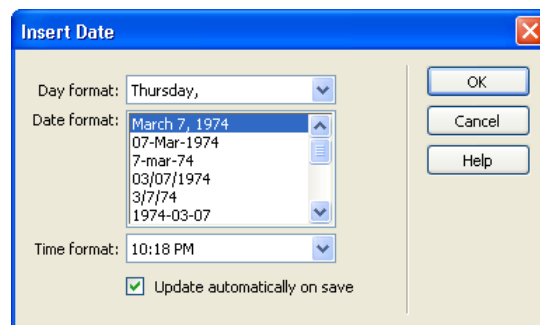 Insert Date
Day format: Thursday,
OK
Date format: March 7, 1974
07-Mar-1974
Cancel
7-mar-74
03/07/1974
Help
3/7/74
1974-03-07
Time format: 10:18 PM
Update automatically on save